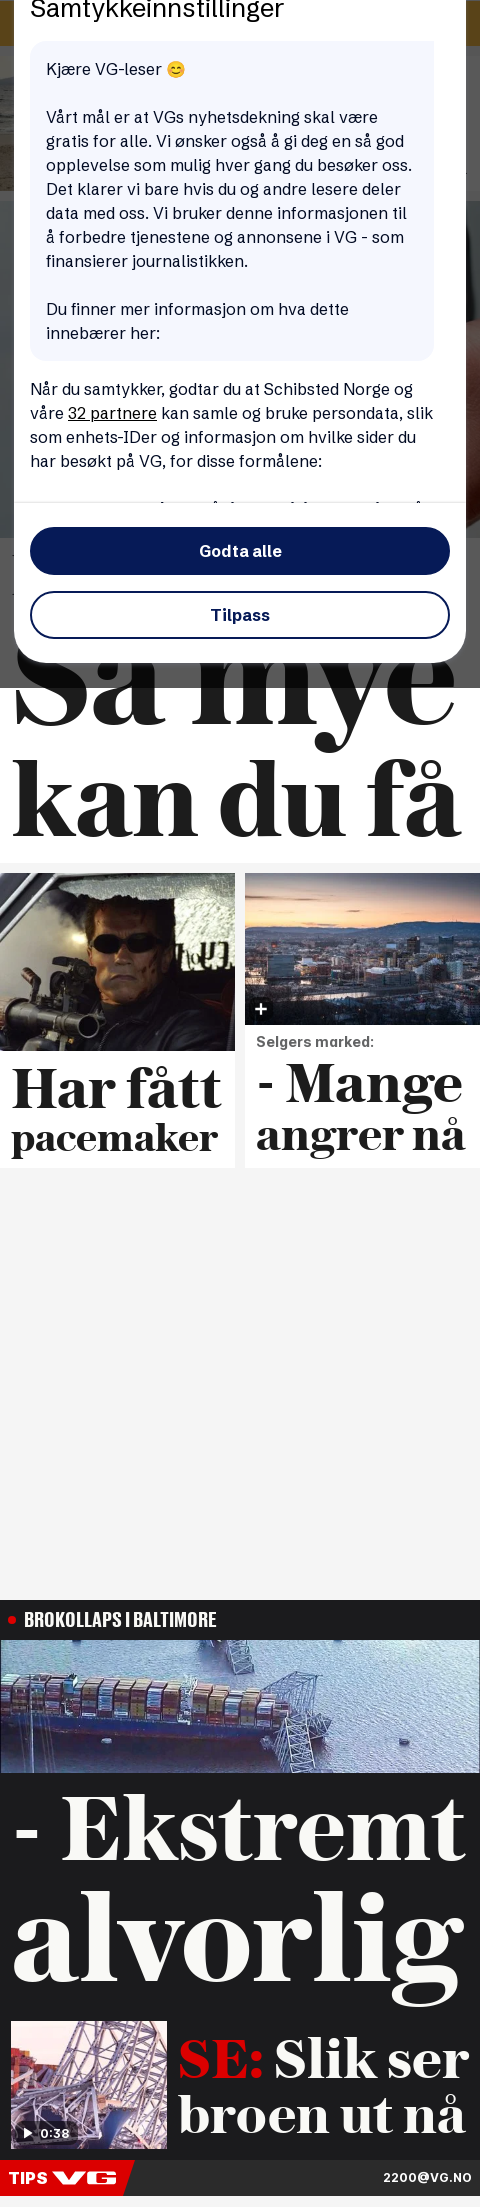 Samtykkeinnstillinger
Kjære VG-leser 😊
Vårt mål er at VGs nyhetsdekning skal være
gratis for alle. Vi ønsker også å gi deg en så god
opplevelse som mulig hver gang du besøker oss.
Det klarer vi bare hvis du og andre lesere deler
data med oss. Vi bruker denne informasjonen til
å forbedre tjenestene og annonsene i VG - som
finansierer journalistikken.
Du finner mer informasjon om hva dette
innebærer her:
Når du samtykker, godtar du at Schibsted Norge og
våre 32 partnere kan samle og bruke persondata, slik
som enhets-IDer og informasjon om hvilke sider du
har besøkt på VG, for disse formålene:
Godta alle
Tilpass
Så mye
kan du få
Har fått
pacemaker
Selgers marked:
- Mange
angrer nå
BROKOLLAPS I BALTIMORE
- Ekstremt
alvorlig
SE: Slik ser
broen ut nå
0:38
TIPS VG
2200@VG.NO